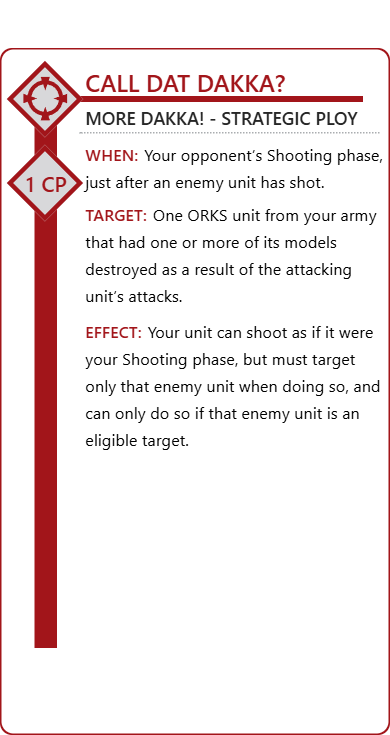 CALL DAT DAKKA?
MORE DAKKA! - STRATEGIC PLOY
1 CP
WHEN: Your opponent’s Shooting phase,
just after an enemy unit has shot.
TARGET: One ORKS unit from your army
that had one or more of its models
destroyed as a result of the attacking
unit’s attacks.
EFFECT: Your unit can shoot as if it were
your Shooting phase, but must target
only that enemy unit when doing so, and
can only do so if that enemy unit is an
eligible target.